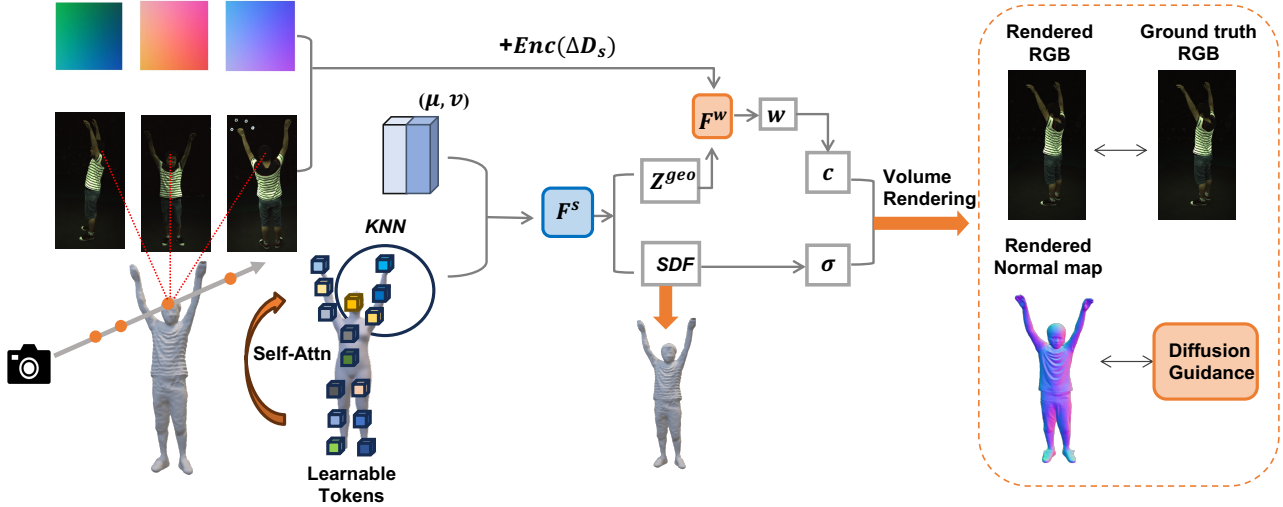 +Enc(ΔD_s)
(μ, ν)
KNN
Self-Attn
Learnable
Tokens
F^s
Z^geo
SDF
F^w
w
c
σ
Volume
Rendering
Rendered
RGB
Ground truth
RGB
Rendered
Normal map
Diffusion
Guidance